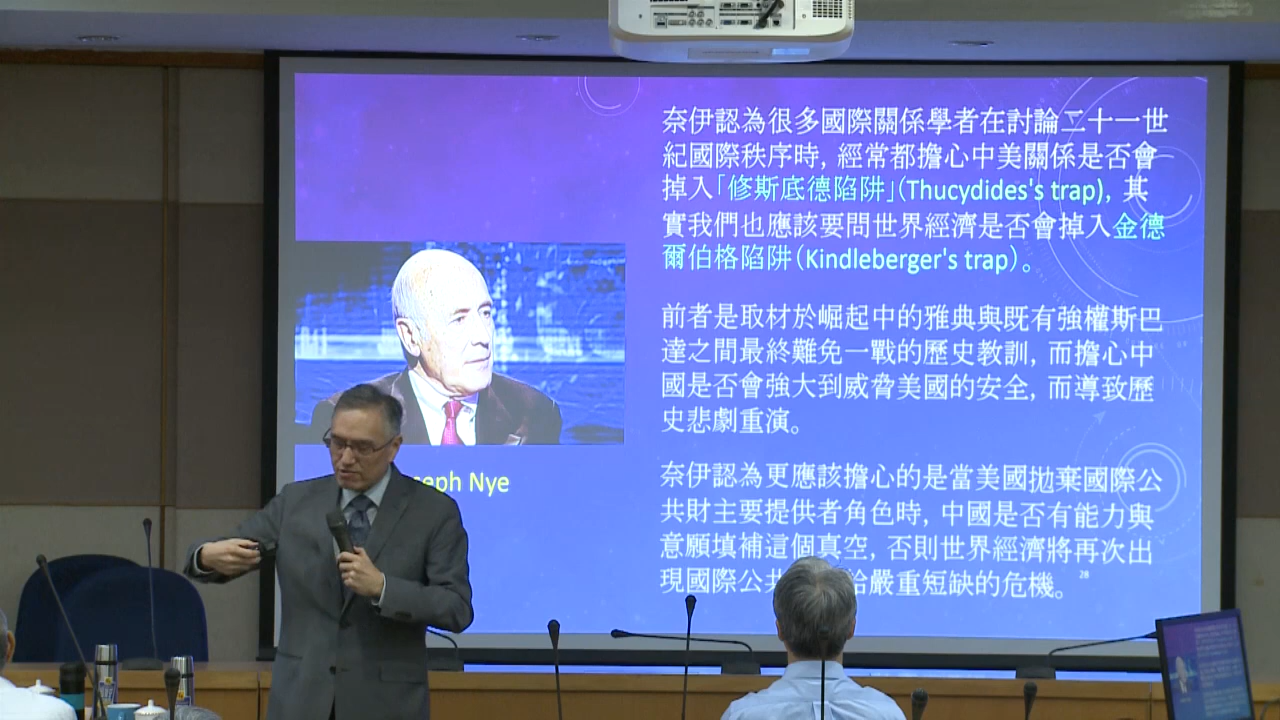 奈伊認為很多國際關係學者在討論二十一世
紀國際秩序時, 經常都擔心中美關係是否會
掉入「修斯底德陷阱」(Thucydides's trap), 其
實我們也應該要問世界經濟是否會掉入金德
爾伯格陷阱(Kindleberger's trap)。
前者是取材於崛起中的雅典與既有強權斯巴
達之間最終難免一戰的歷史教訓, 而擔心中
國是否會強大到威脅美國的安全, 而導致歷
史悲劇重演。
奈伊認為更應該擔心的是當美國拋棄國際公
共財主要提供者角色時, 中國是否有能力與
意願填補這個真空, 否則世界經濟將再次出
現國際公 給嚴重短缺的危機。
28
Nye